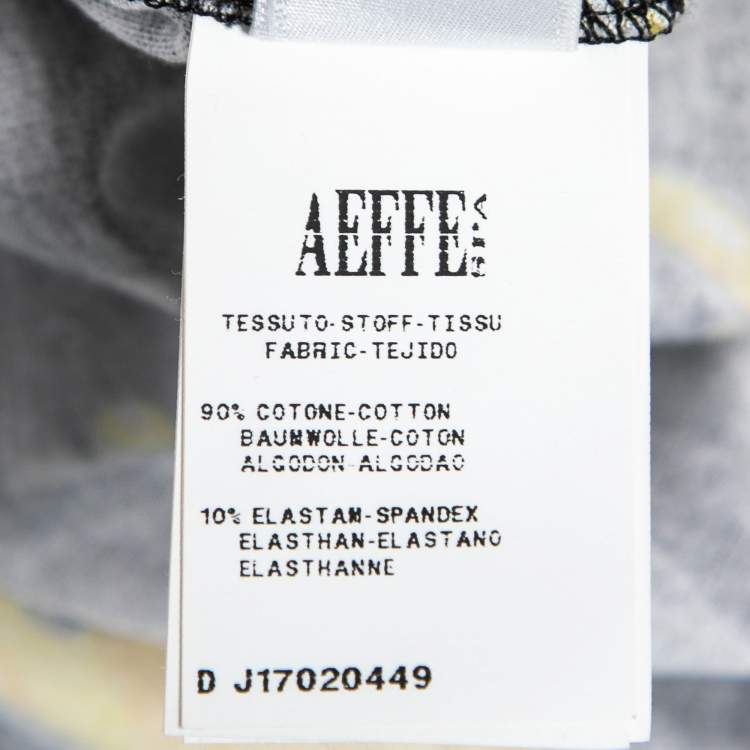 AEFFE SPA
TESSUTO-STOFF-TISSU
FABRIC-TEJIDO
90% COTONE-COTTON
BAUMWOLLE-COTON
ALGODON-ALGODAO
10% ELASTAM-SPANDEX
ELASTHAN-ELASTANO
ELASTHANNE
D J17020449